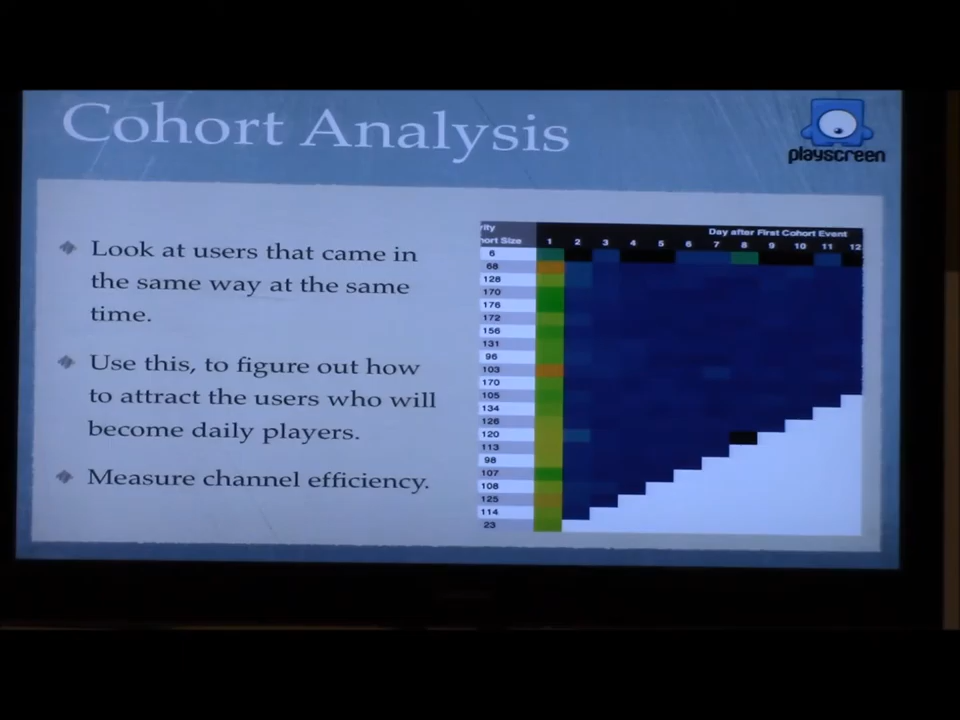 Cohort Analysis
playscreen
Look at users that came in
the same way at the same
time.
Use this, to figure out how
to attract the users who will
become daily players.
Measure channel efficiency.
Day after First Cohort Event
Size 1 2 3 4 5 6 7 8 9 10 11 12
6
68
128
170
176
172
156
131
96
103
170
105
134
126
120
113
98
107
108
125
114
23